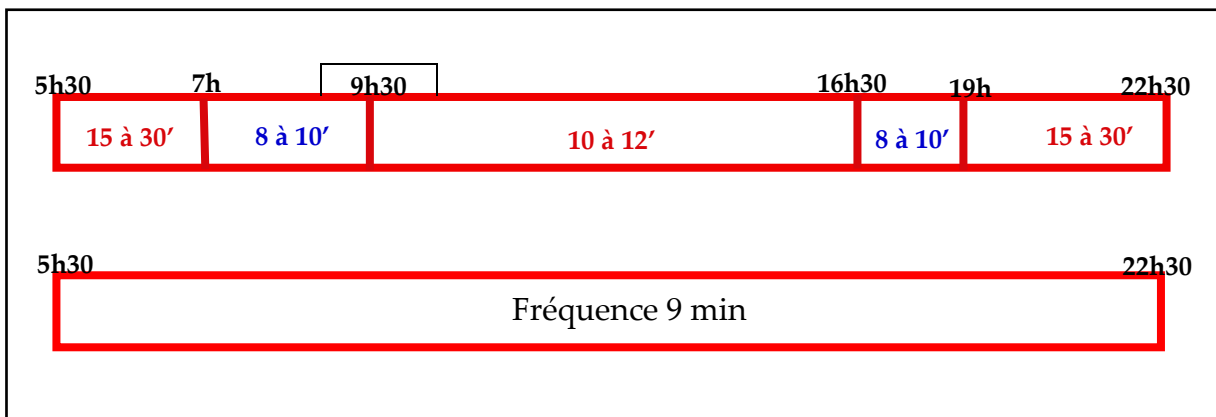 5h30 7h 9h30 16h30 19h 22h30
15 à 30’ 8 à 10’ 10 à 12’ 8 à 10’ 15 à 30’
5h30 22h30
Fréquence 9 min